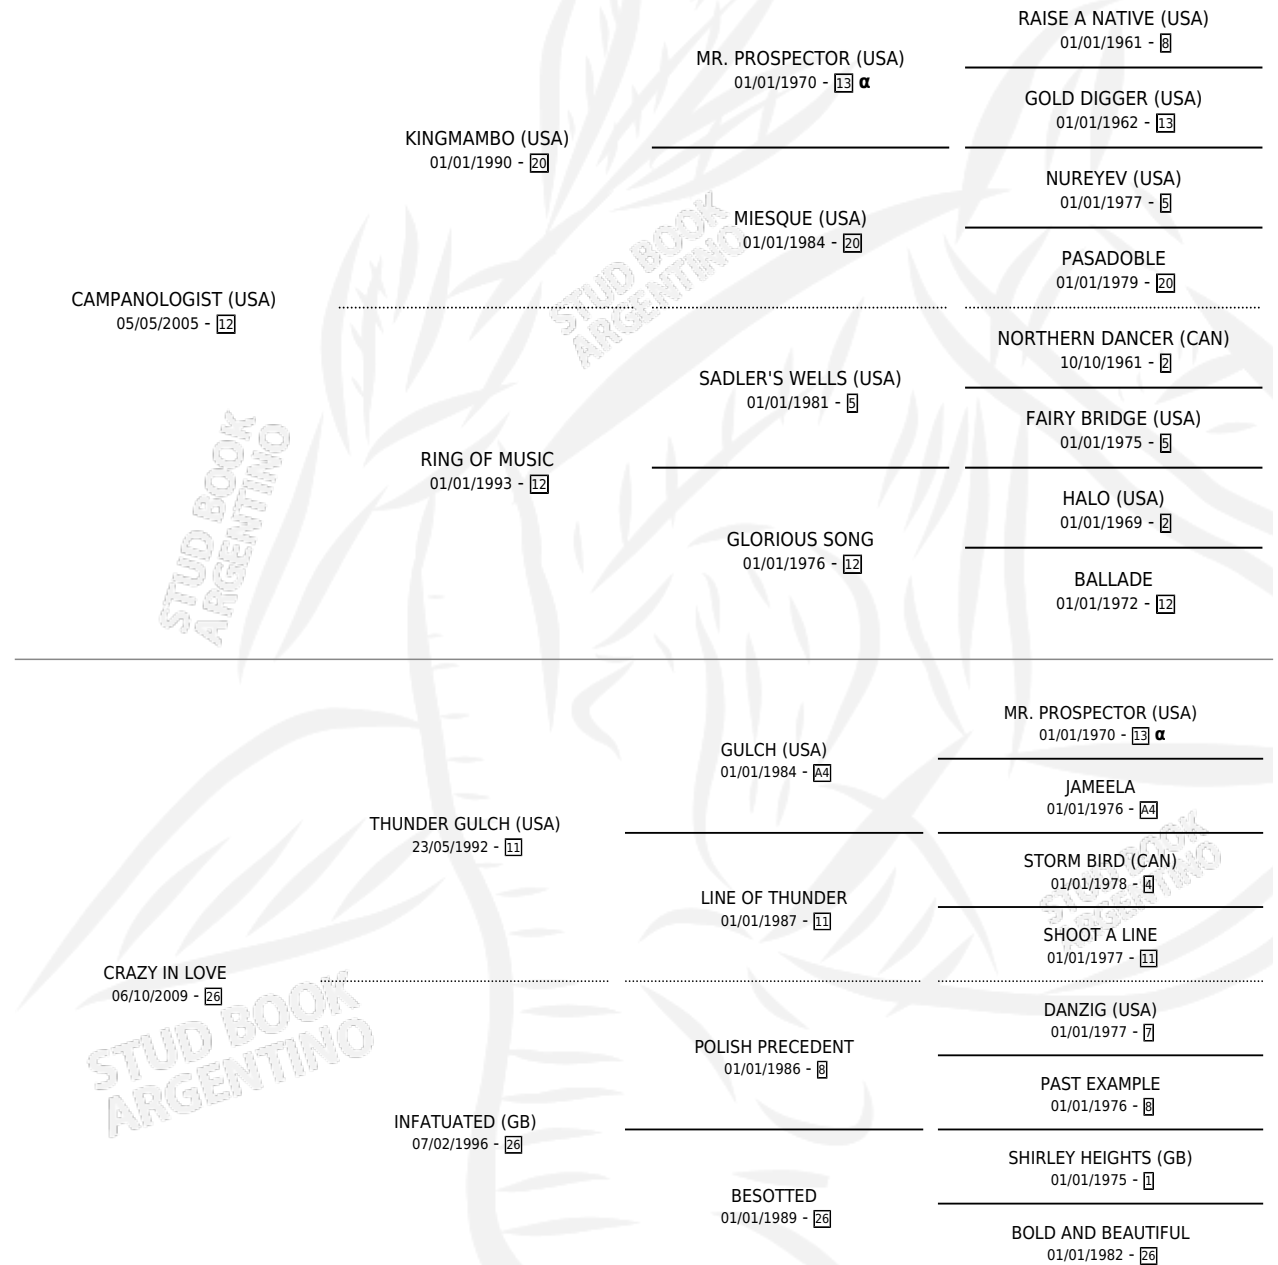 RAISE A NATIVE (USA)
01/01/1961 - 8
MR. PROSPECTOR (USA)
01/01/1970 - 13 α
GOLD DIGGER (USA)
01/01/1962 - 13
KINGMAMBO (USA)
01/01/1990 - 20
NUREYEV (USA)
01/01/1977 - 5
MIESQUE (USA)
01/01/1984 - 20
PASADOBLE
01/01/1979 - 20
CAMPANOLOGIST (USA)
05/05/2005 - 12
NORTHERN DANCER (CAN)
10/10/1961 - 2
SADLER'S WELLS (USA)
01/01/1981 - 5
FAIRY BRIDGE (USA)
01/01/1975 - 5
RING OF MUSIC
01/01/1993 - 12
HALO (USA)
01/01/1969 - 2
GLORIOUS SONG
01/01/1976 - 12
BALLADE
01/01/1972 - 12
MR. PROSPECTOR (USA)
01/01/1970 - 13 α
GULCH (USA)
01/01/1984 - A4
JAMEELA
01/01/1976 - A4
THUNDER GULCH (USA)
23/05/1992 - 11
STORM BIRD (CAN)
01/01/1978 - 4
LINE OF THUNDER
01/01/1987 - 11
SHOOT A LINE
01/01/1977 - 11
CRAZY IN LOVE
06/10/2009 - 26
DANZIG (USA)
01/01/1977 - 7
POLISH PRECEDENT
01/01/1986 - 8
PAST EXAMPLE
01/01/1976 - 8
INFATUATED (GB)
07/02/1996 - 26
SHIRLEY HEIGHTS (GB)
01/01/1975 - 1
BESOTTED
01/01/1989 - 26
BOLD AND BEAUTIFUL
01/01/1982 - 26
STUD BOOK
ARGENTINO
STUD BOOK
ARGENTINO
STUD BOOK
ARGENTINO
STUD BOOK
ARGENTINO